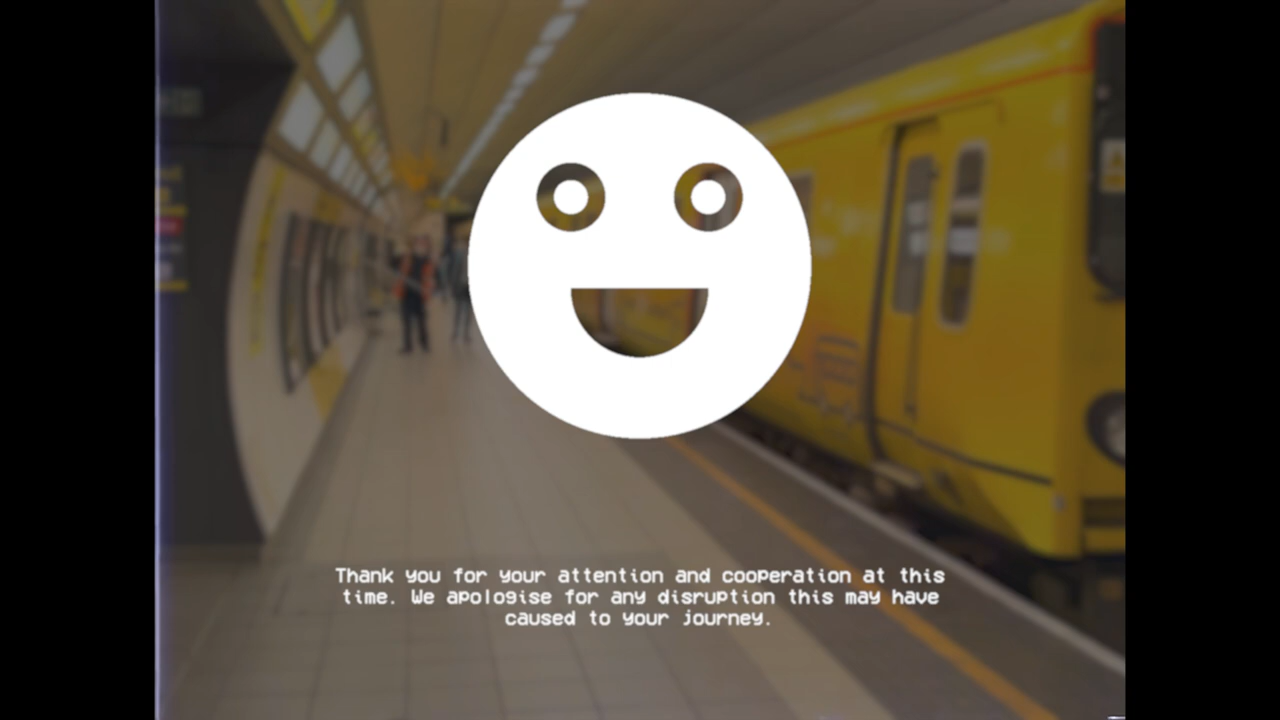 Thank you for your attention and cooperation at this
time. We apologise for any disruption this may have
caused to your journey.